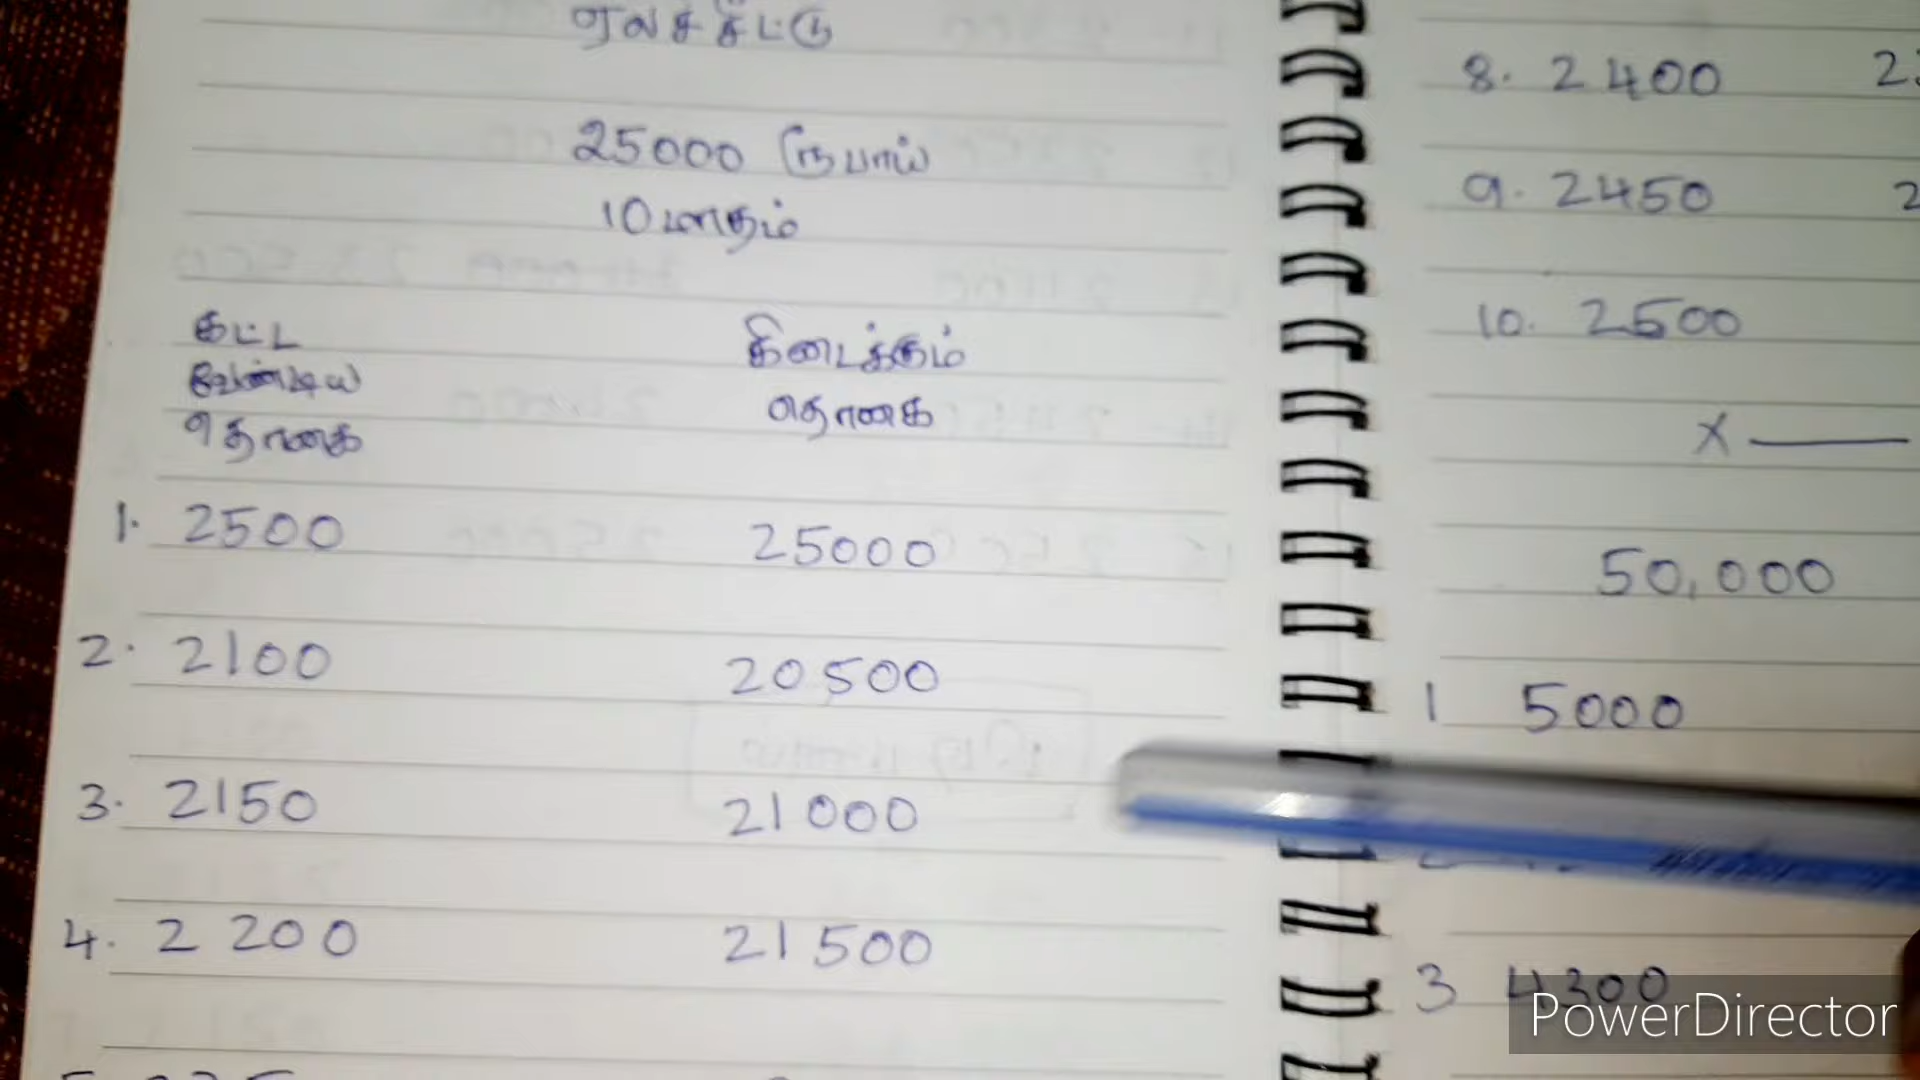 ஏலச்சீட்டு
25000 ரூபாய்
10 மாதம்
கட்ட
வேண்டிய
தொகை
கிடைக்கும்
தொகை
1. 2500 25000
2. 2100 20500
3. 2150 21000
4. 2200 21500
8. 2400
9. 2450
10. 2500
x
50,000
1 5000
3 4300
PowerDirector